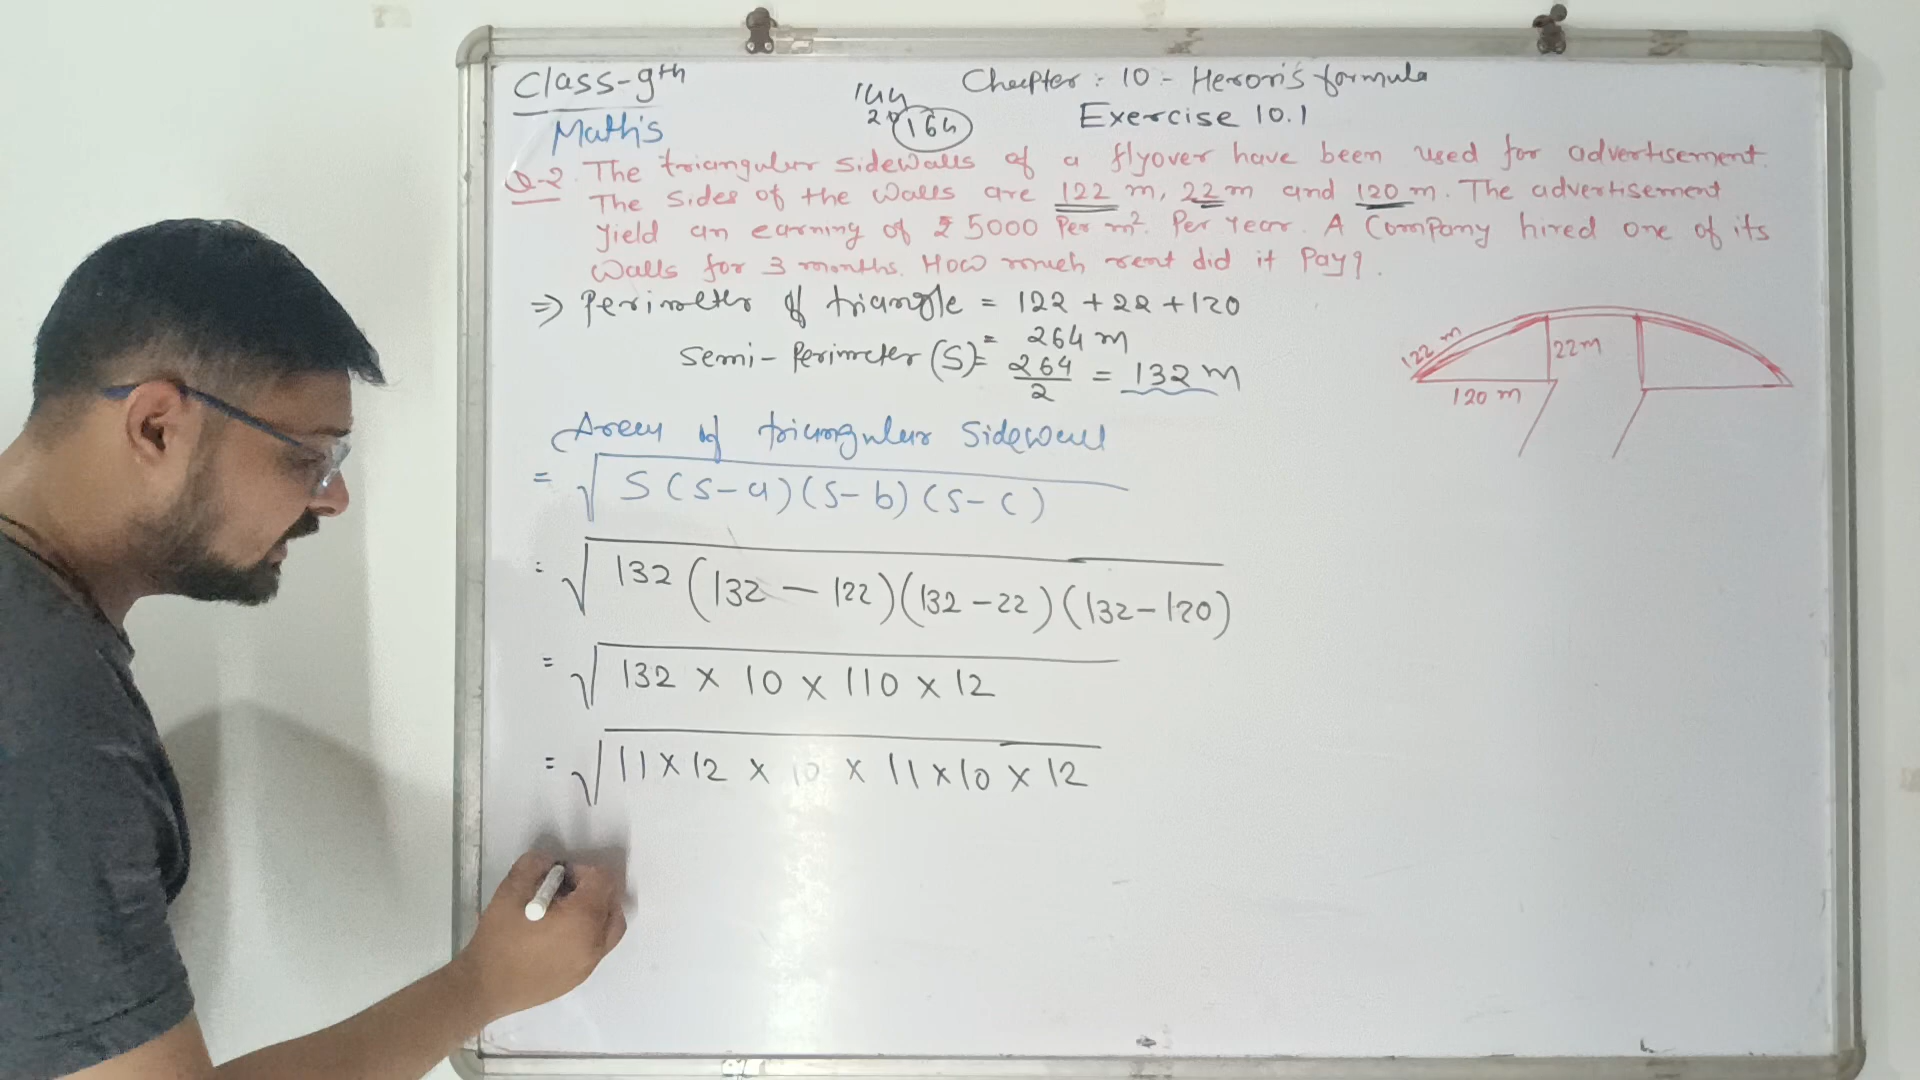 Class-9th
Chapter : 10 - Heron's formula
144
20 164
Exercise 10.1
Maths
Q-2. The triangular sidewalls of a flyover have been used for advertisement.
The sides of the walls are 122 m, 22 m and 120 m. The advertisement
yield an earning of ₹ 5000 Per m². Per Year. A Company hired one of its
walls for 3 months. How much rent did it Pay?
⇒ Perimeter of triangle = 122 + 22 + 120
= 264 m
Semi-Perimeter (S) = 264/2 = 132 m
122 m
22 m
120 m
Area of triangular Sidewall
= √S(S-a)(S-b)(S-c)
= √132(132-122)(132-22)(132-120)
= √132 × 10 × 110 × 12
= √11×12 × 10 × 11×10 × 12